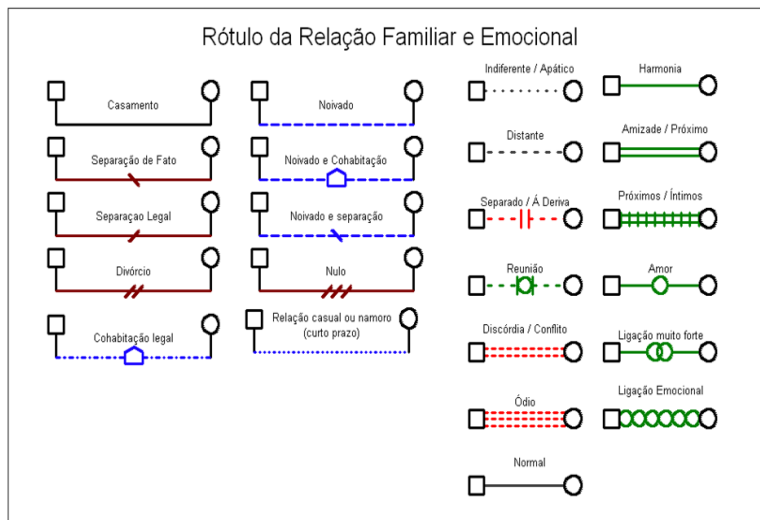 Rótulo da Relação Familiar e Emocional
Casamento
Separação de Fato
Separaçao Legal
Divórcio
Cohabitação legal
Noivado
Noivado e Cohabitação
Noivado e separação
Nulo
Relação casual ou namoro
(curto prazo)
Indiferente / Apático
Distante
Separado / Á Deriva
Reunião
Discórdia / Conflito
Ódio
Normal
Harmonia
Amizade / Próximo
Próximos / Íntimos
Amor
Ligação muito forte
Ligação Emocional